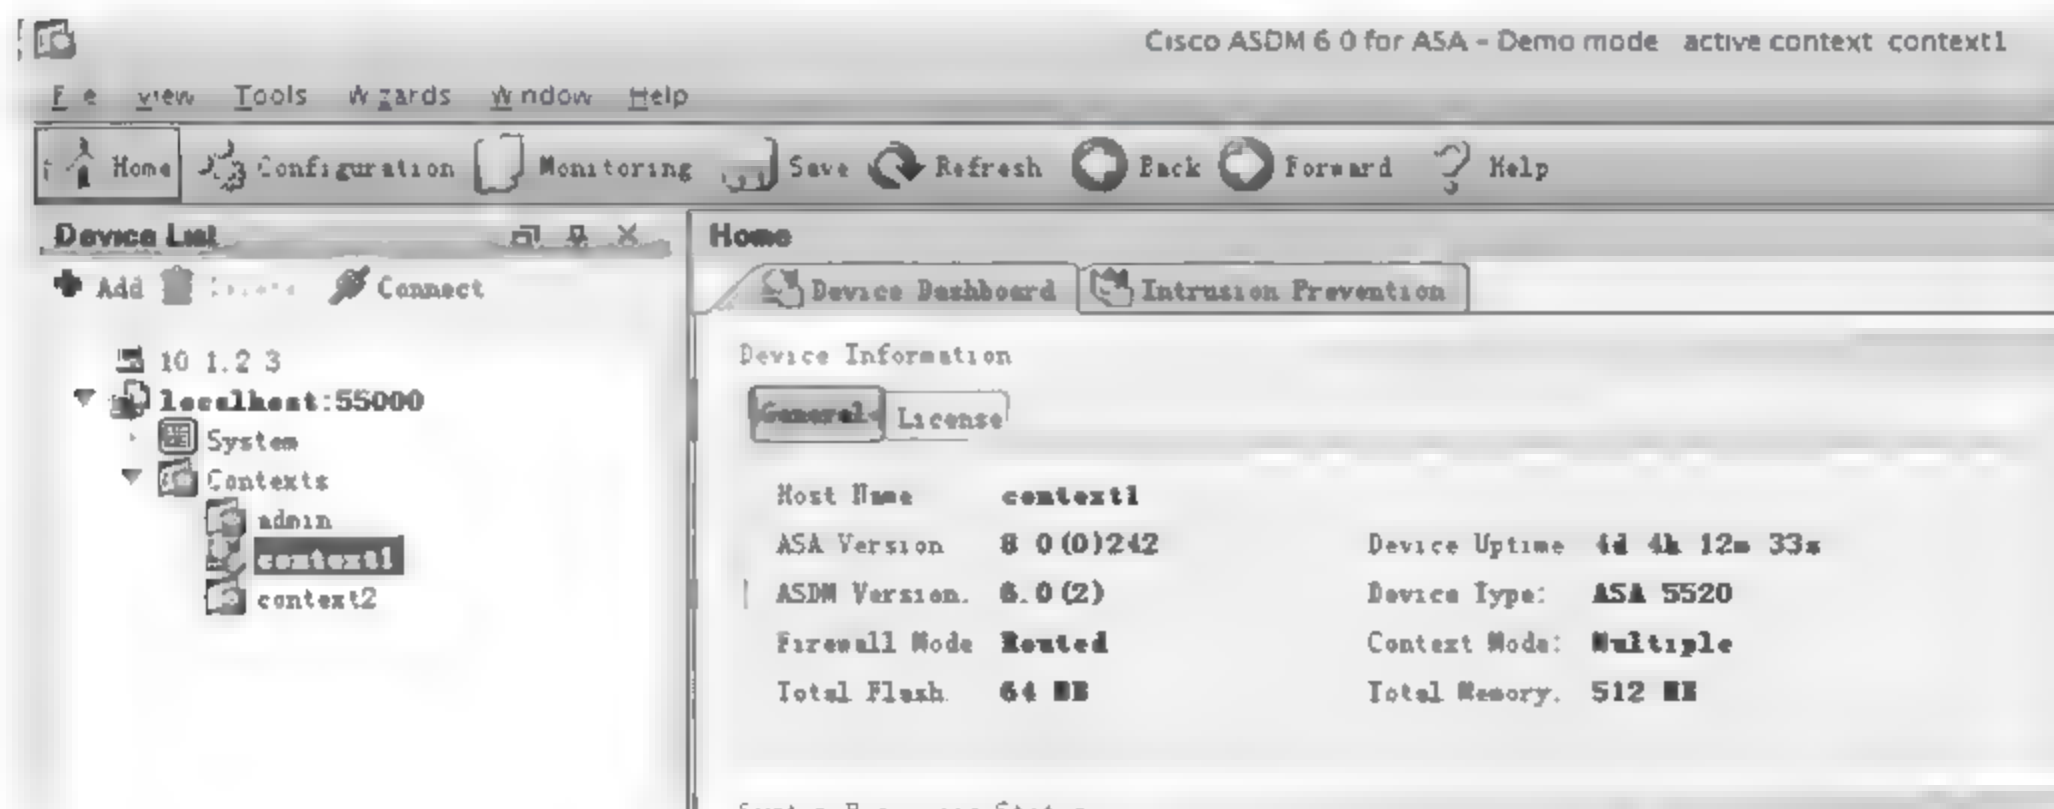 Cisco ASDM 6 0 for ASA - Demo mode active context context1
File View Tools Wizards Window Help
Home Configuration Monitoring Save Refresh Back Forward Help
Device List
Add Delete Connect
10 1.2 3
localhost:55000
System
Contexts
admin
context1
context2
Home
Device Dashboard Intrusion Prevention
Device Information
General License
Host Name context1
ASA Version 8 0(0)242 Device Uptime 4d 4h 12m 33s
ASDM Version. 6.0(2) Device Type: ASA 5520
Firewall Mode Routed Context Mode: Multiple
Total Flash 64 MB Total Memory. 512 MB